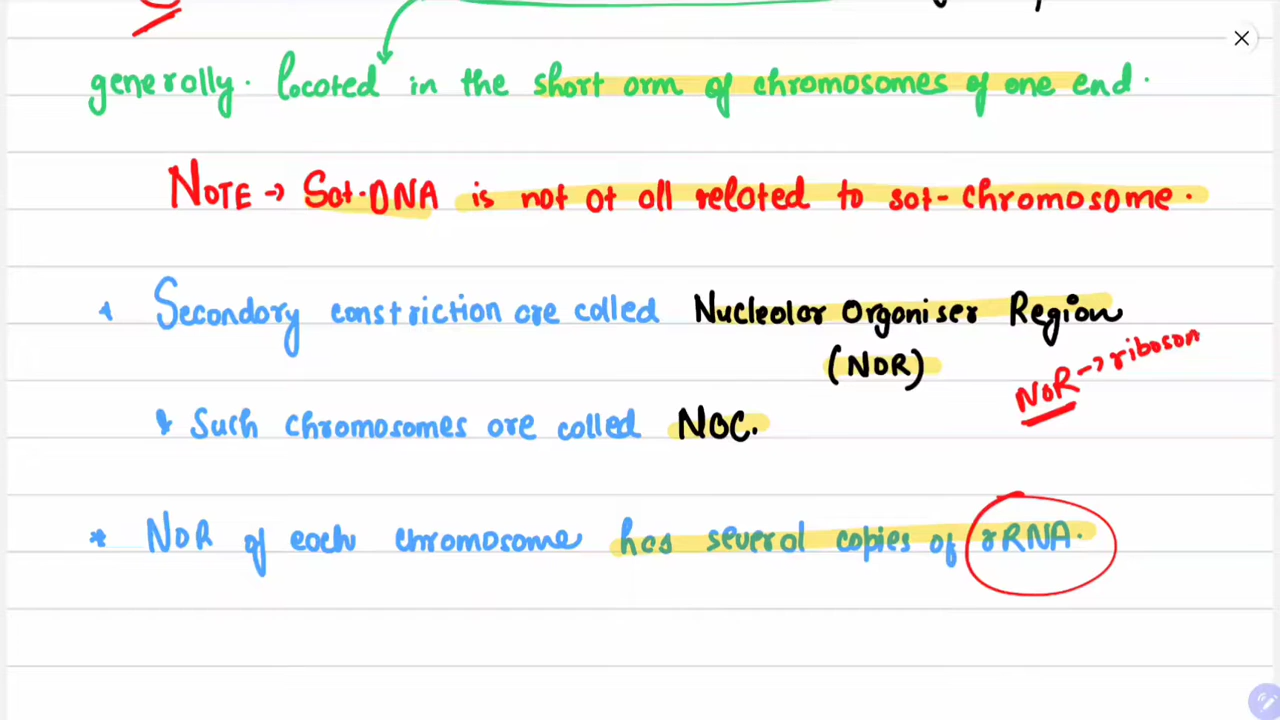 generally. located in the short arm of chromosomes of one end.
NOTE → Sat-DNA is not at all related to sat-chromosome.
* Secondary constriction are called Nucleolar Organiser Region
(NOR)
NOR → riboson
* Such chromosomes are called NOC.
* NOR of each chromosome has several copies of rRNA.